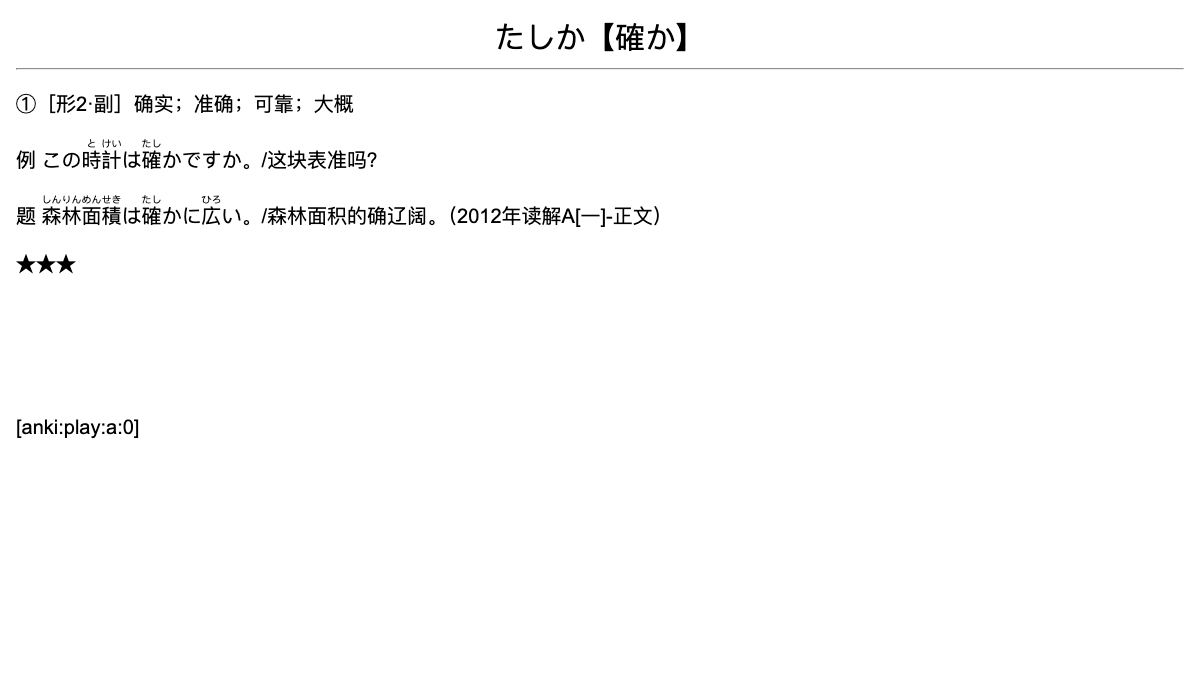 たしか【確か】
①［形2·副］确实；准确；可靠；大概
と けい たし
例 この時計は確かですか。/这块表准吗?
しんりんめんせき たし ひろ
题 森林面積は確かに広い。/森林面积的确辽阔。（2012年读解A[一]-正文）
★★★
[anki:play:a:0]